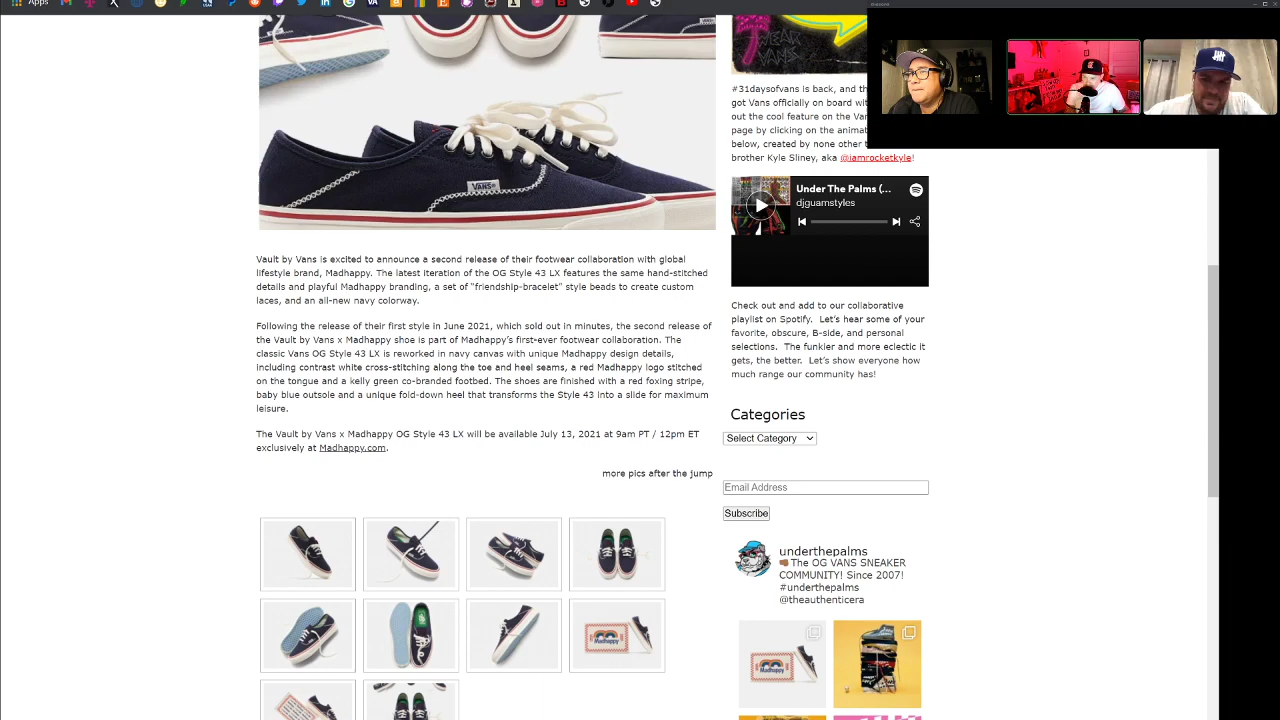 Apps
WEAR
VANS
Discord
VANS
#31daysofvans is back, and th
got Vans officially on board wit
out the cool feature on the Van
page by clicking on the animat
below, created by none other t
brother Kyle Sliney, aka @iamrocketkyle!
Under The Palms (...
djguamstyles
Vault by Vans is excited to announce a second release of their footwear collaboration with global
lifestyle brand, Madhappy. The latest iteration of the OG Style 43 LX features the same hand-stitched
details and playful Madhappy branding, a set of “friendship-bracelet” style beads to create custom
laces, and an all-new navy colorway.
Following the release of their first style in June 2021, which sold out in minutes, the second release of
the Vault by Vans x Madhappy shoe is part of Madhappy’s first-ever footwear collaboration. The
classic Vans OG Style 43 LX is reworked in navy canvas with unique Madhappy design details,
including contrast white cross-stitching along the toe and heel seams, a red Madhappy logo stitched
on the tongue and a kelly green co-branded footbed. The shoes are finished with a red foxing stripe,
baby blue outsole and a unique fold-down heel that transforms the Style 43 into a slide for maximum
leisure.
The Vault by Vans x Madhappy OG Style 43 LX will be available July 13, 2021 at 9am PT / 12pm ET
exclusively at Madhappy.com.
more pics after the jump
Check out and add to our collaborative
playlist on Spotify. Let’s hear some of your
favorite, obscure, B-side, and personal
selections. The funkier and more eclectic it
gets, the better. Let’s show everyone how
much range our community has!
Categories
Select Category
Email Address
Subscribe
underthepalms
The OG VANS SNEAKER
COMMUNITY! Since 2007!
#underthepalms
@theauthenticera
Madhappy
Madhappy